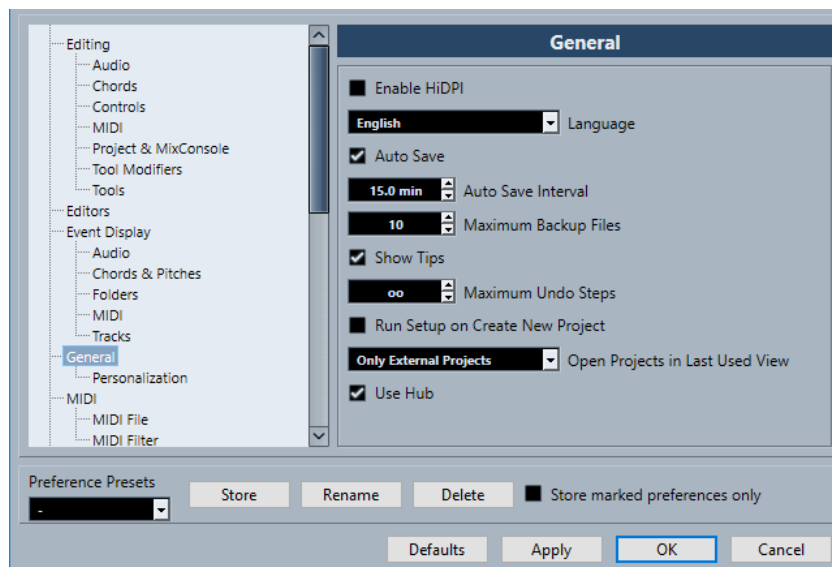 Editing
Audio
Chords
Controls
MIDI
Project & MixConsole
Tool Modifiers
Tools
Editors
Event Display
Audio
Chords & Pitches
Folders
MIDI
Tracks
General
Personalization
MIDI
MIDI File
MIDI Filter
General
Enable HiDPI
English Language
Auto Save
15.0 min Auto Save Interval
10 Maximum Backup Files
Show Tips
oo Maximum Undo Steps
Run Setup on Create New Project
Only External Projects Open Projects in Last Used View
Use Hub
Preference Presets
-
Store Rename Delete Store marked preferences only
Defaults Apply OK Cancel